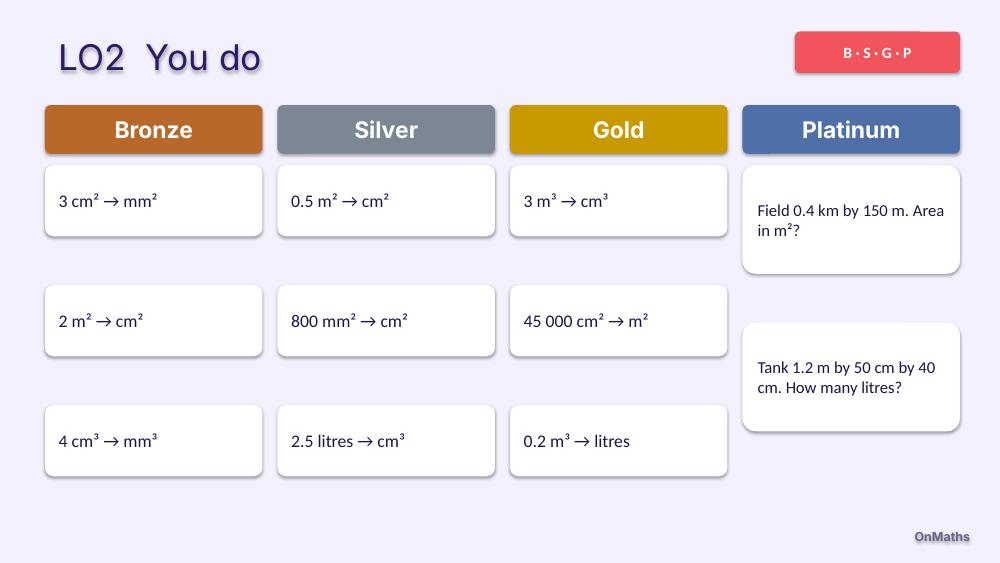 LO2 You do
B·S·G·P
Bronze
Silver
Gold
Platinum
3 cm² → mm²
0.5 m² → cm²
3 m³ → cm³
Field 0.4 km by 150 m. Area
in m²?
2 m² → cm²
800 mm² → cm²
45 000 cm² → m²
Tank 1.2 m by 50 cm by 40
cm. How many litres?
4 cm³ → mm³
2.5 litres → cm³
0.2 m³ → litres
OnMaths